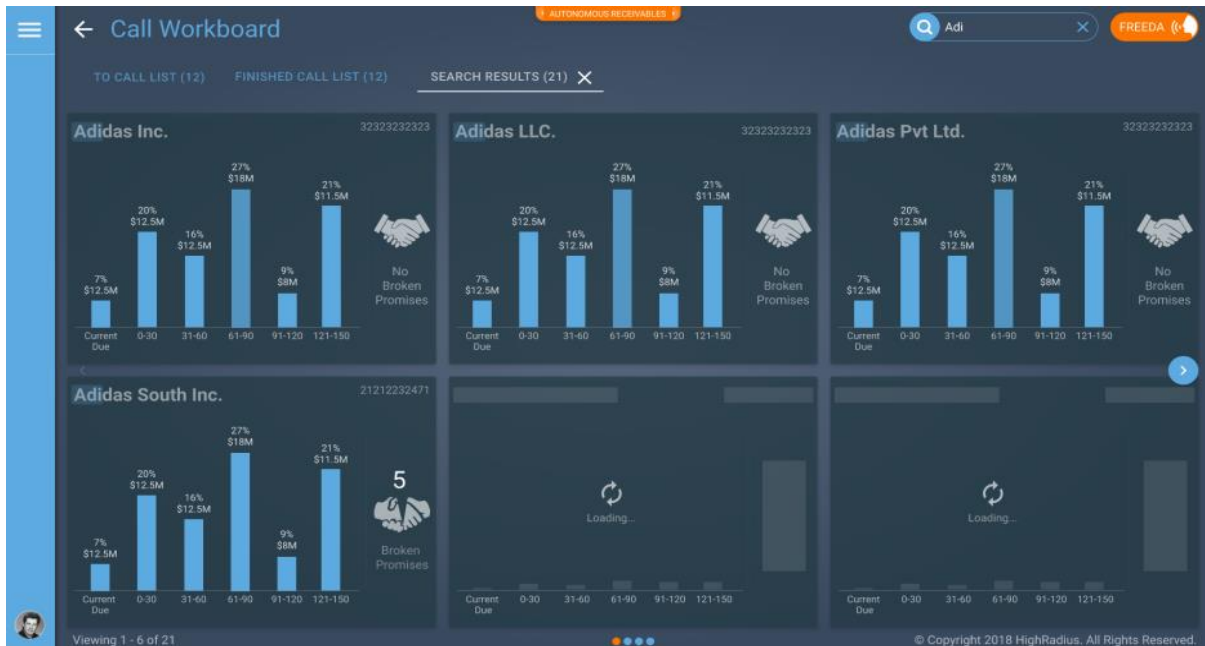 AUTONOMOUS RECEIVABLES
Call Workboard
Adi
FREEDA
TO CALL LIST (12)
FINISHED CALL LIST (12)
SEARCH RESULTS (21)
Adidas Inc.
32323232323
27%
$18M
21%
$11.5M
20%
$12.5M
16%
$12.5M
9%
$8M
7%
$12.5M
No
Broken
Promises
Current
Due
0-30
31-60
61-90
91-120
121-150
Adidas LLC.
32323232323
27%
$18M
21%
$11.5M
20%
$12.5M
16%
$12.5M
9%
$8M
7%
$12.5M
No
Broken
Promises
Current
Due
0-30
31-60
61-90
91-120
121-150
Adidas Pvt Ltd.
32323232323
27%
$18M
21%
$11.5M
20%
$12.5M
16%
$12.5M
9%
$8M
7%
$12.5M
No
Broken
Promises
Current
Due
0-30
31-60
61-90
91-120
121-150
Adidas South Inc.
21212232471
27%
$18M
21%
$11.5M
20%
$12.5M
16%
$12.5M
9%
$8M
7%
$12.5M
5
Broken
Promises
Current
Due
0-30
31-60
61-90
91-120
121-150
Loading...
Current
Due
0-30
31-60
61-90
91-120
121-150
Loading...
Current
Due
0-30
31-60
61-90
91-120
121-150
Viewing 1 - 6 of 21
© Copyright 2018 HighRadius. All Rights Reserved.